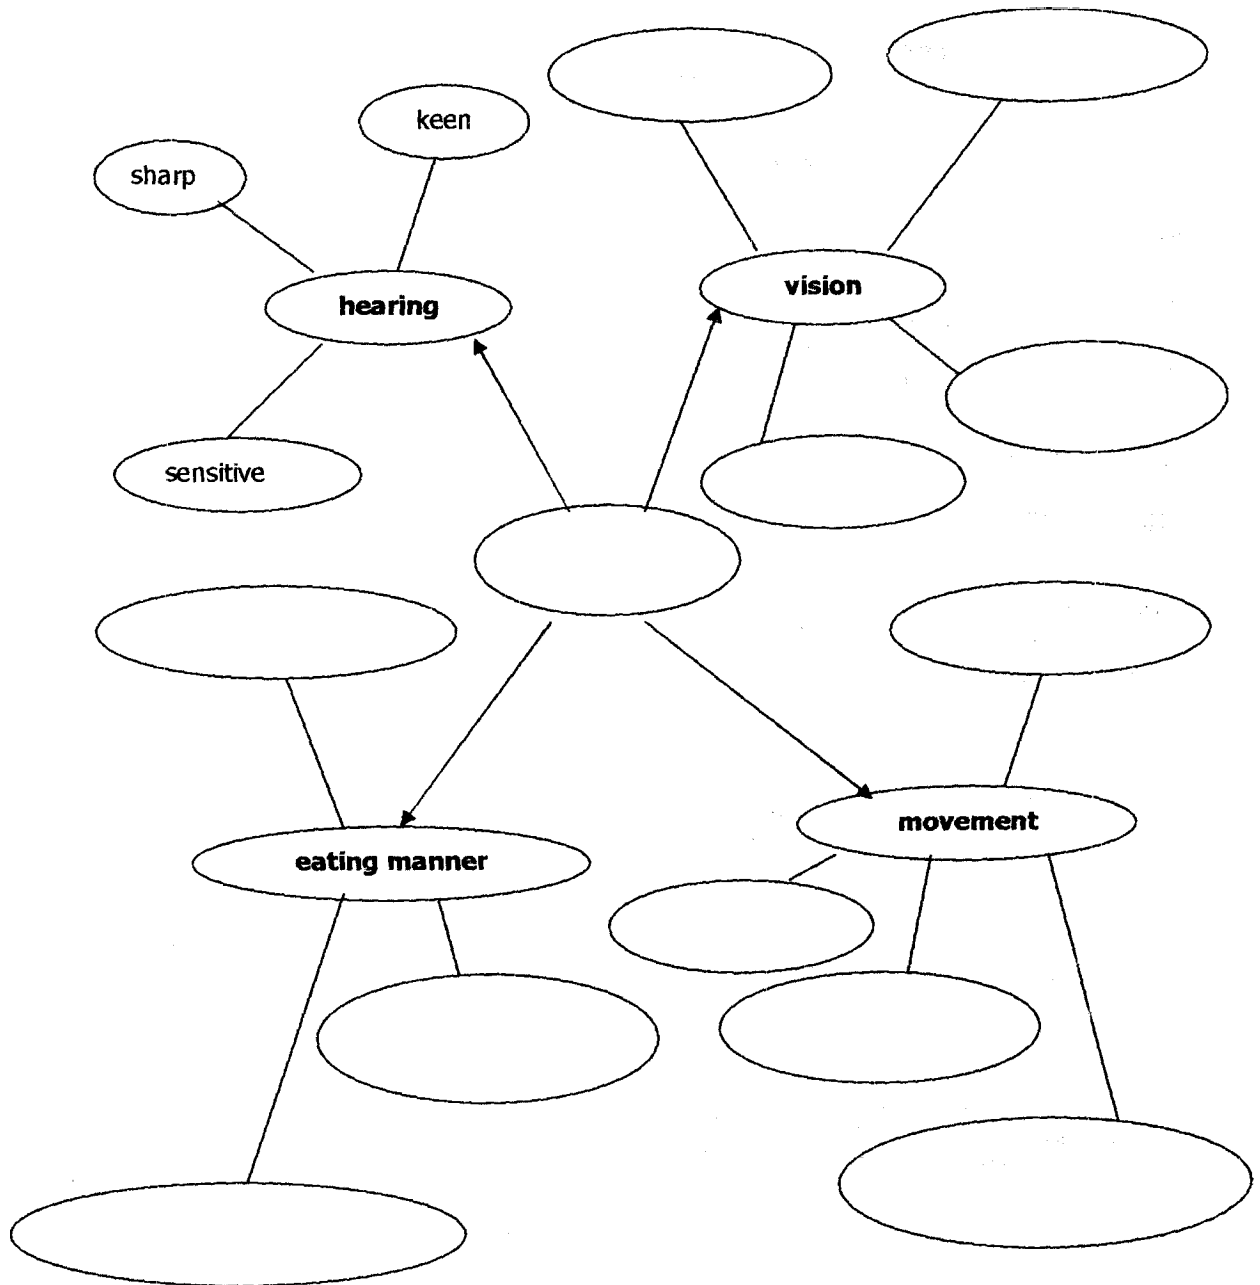 keen
sharp
hearing
vision
sensitive
eating manner
movement